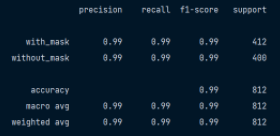 precision recall f1-score support
with_mask 0.99 0.99 0.99 412
without_mask 0.99 0.99 0.99 400
accuracy 0.99 812
macro avg 0.99 0.99 0.99 812
weighted avg 0.99 0.99 0.99 812